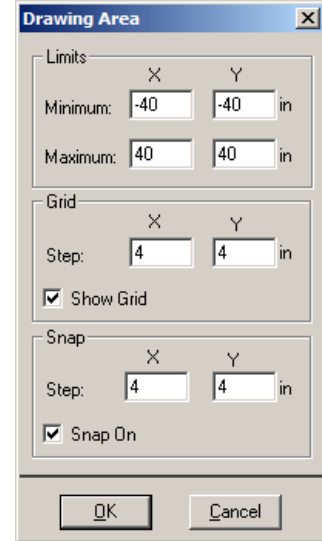 Drawing Area
Limits
X Y
Minimum: -40 -40 in
Maximum: 40 40 in
Grid
X Y
Step: 4 4 in
Show Grid
Snap
X Y
Step: 4 4 in
Snap On
OK Cancel